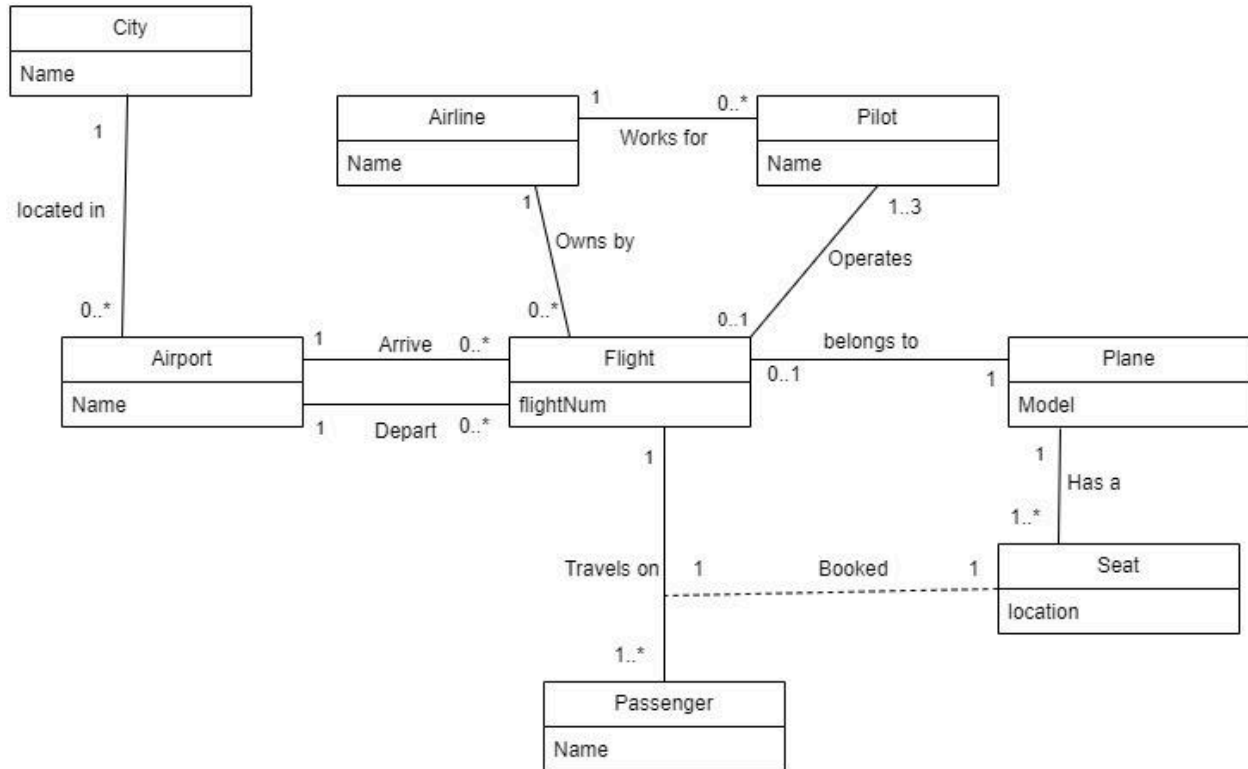 City
Name
1
located in
0..*
Airline
Name
1
Works for
0..*
Pilot
Name
1
Owns by
0..*
1..3
Operates
0..1
Airport
Name
1
Arrive
0..*
1
Depart
0..*
Flight
flightNum
belongs to
0..1
1
Plane
Model
1
Has a
1..*
1
Travels on
1
Booked
1
Seat
location
1..*
Passenger
Name